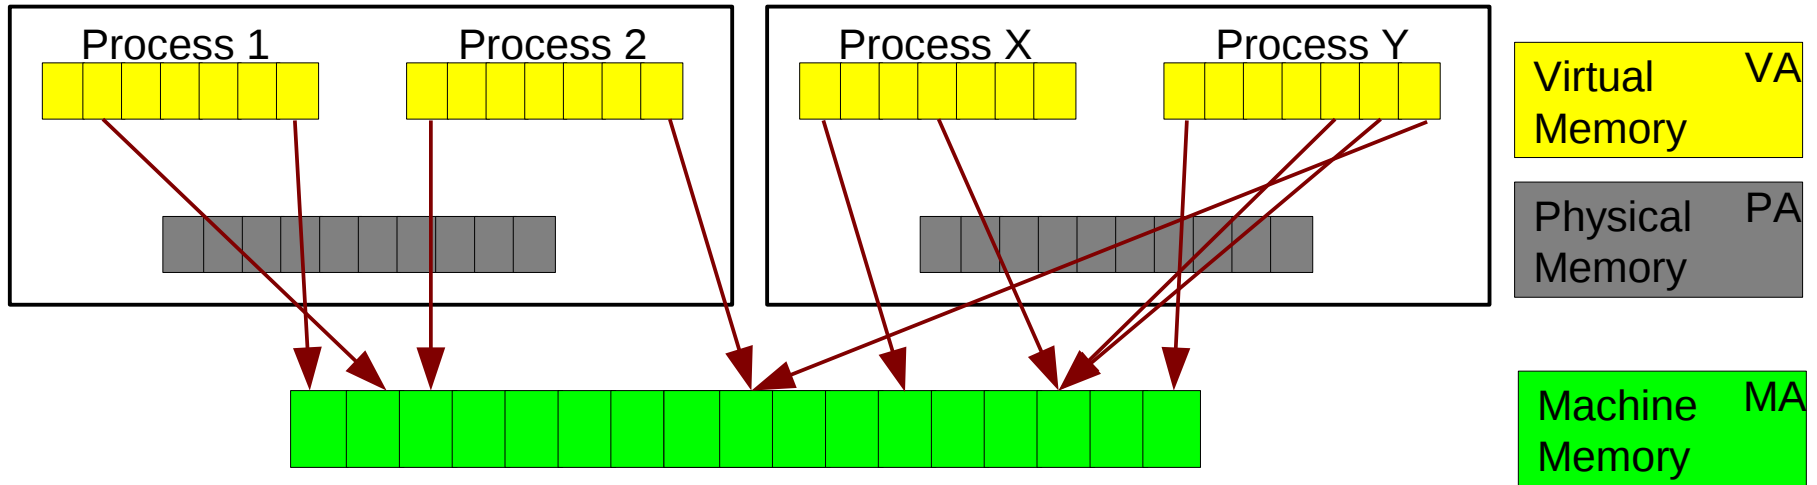 Process 1
Process 2
Process X
Process Y
Virtual VA
Memory
Physical PA
Memory
Machine MA
Memory